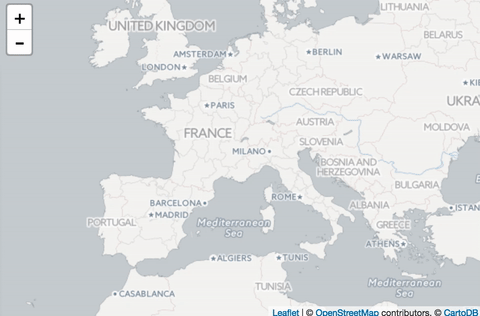 +
-
LITHUANIA
UNITED KINGDOM
BELARUS
AMSTERDAM
BERLIN
WARSAW
LONDON
BELGIUM
KIE
CZECH REPUBLIC
PARIS
UKRA
AUSTRIA
MOLDOVA
FRANCE
SLOVENIA
MILANO
BOSNIA AND
HERZEGOVINA
BULGARIA
ROME
BARCELONA
ALBANIA
ISTAN
MADRID
PORTUGAL
Mediterranean
Sea
GREECE
ATHENS
ALGIERS
TUNIS
Mediterranean
Sea
TUNISIA
CASABLANCA
Leaflet | © OpenStreetMap contributors, © CartoDB